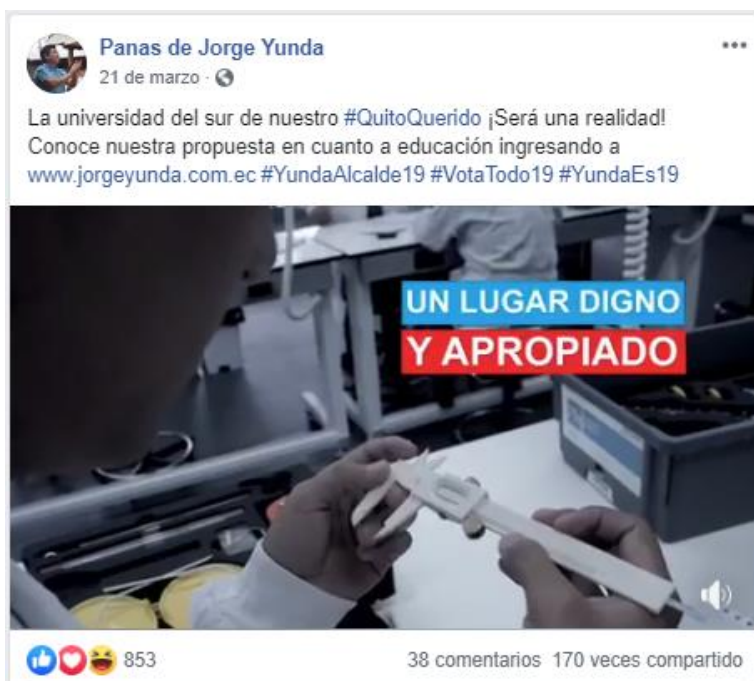 Panas de Jorge Yunda
21 de marzo ·
La universidad del sur de nuestro #QuitoQuerido ¡Será una realidad!
Conoce nuestra propuesta en cuanto a educación ingresando a
www.jorgeyunda.com.ec #YundaAlcalde19 #VotaTodo19 #YundaEs19
UN LUGAR DIGNO
Y APROPIADO
853
38 comentarios 170 veces compartido